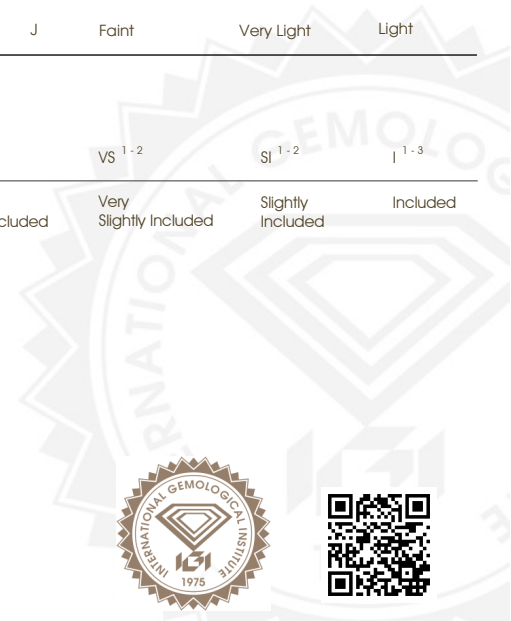 J Faint Very Light Light
VS 1 - 2 SI 1 - 2 I 1 - 3
Very Slightly Included
cluded Slightly Included Included
INTERNATIONAL GEMOLOGICAL INSTITUTE
IGI
1975